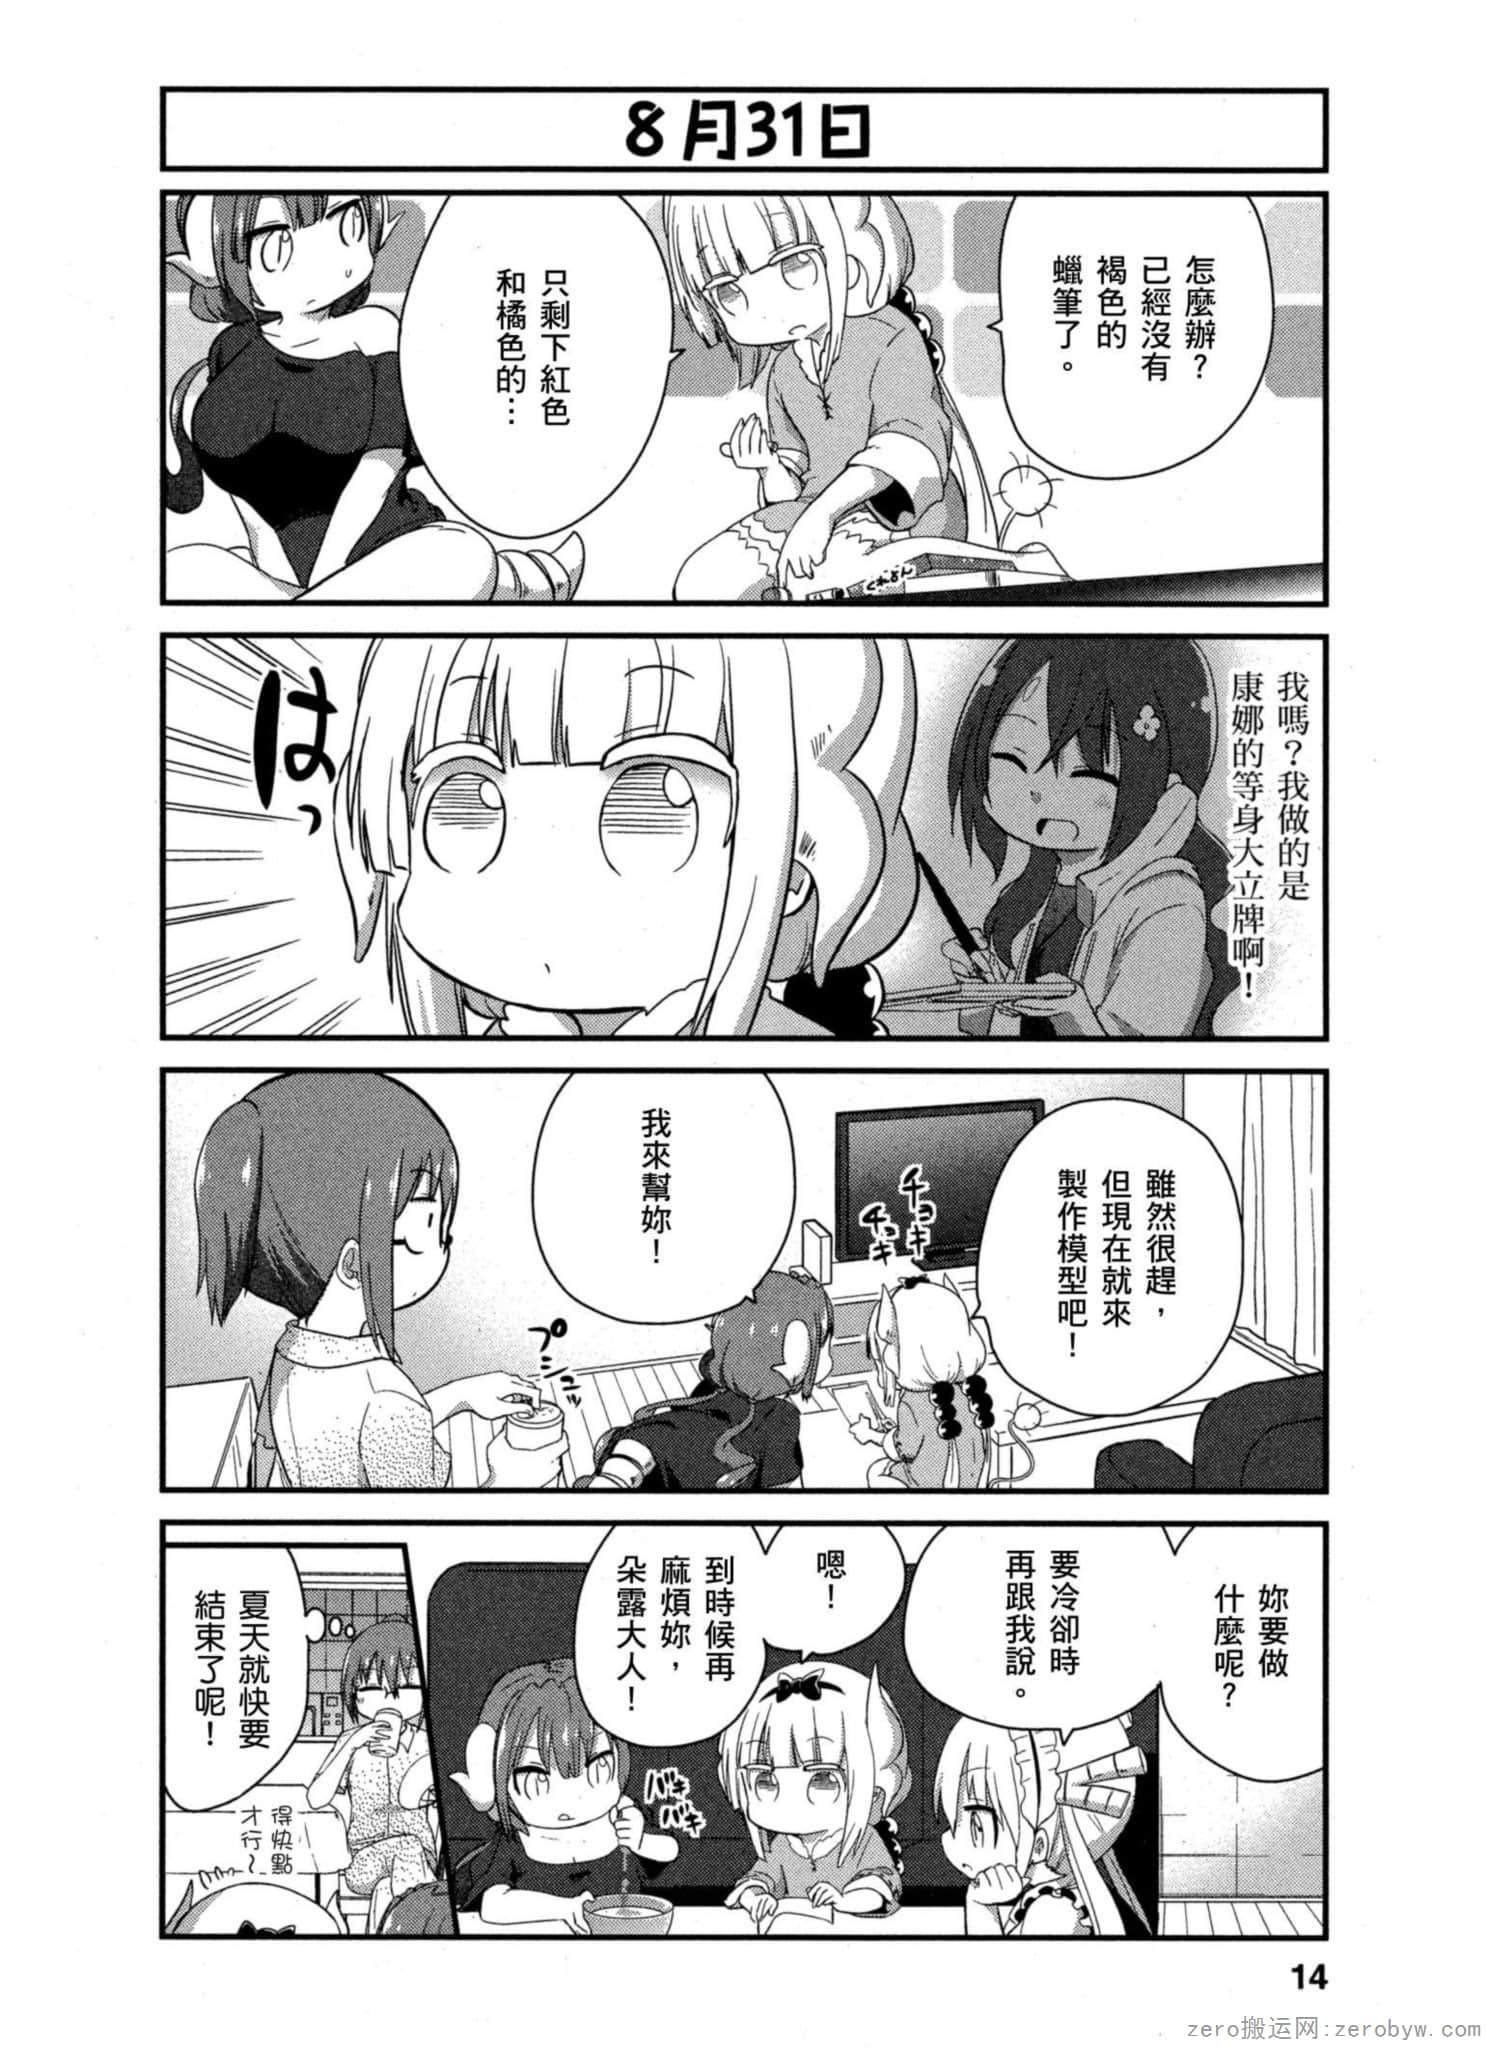 8月31日
怎麼辦？
已經沒有
褐色的
蠟筆了。
くれよん
只剩下紅色
和橘色的…
我嗎？我做的是
康娜的等身大立牌啊！
はっ
雖然很趕，
但現在就來
製作模型吧！
チョキ
チョキ
我來幫妳！
プシュッ
妳要做
什麼呢？
要冷卻時
再跟我說。
嗯！
到時候再
麻煩妳，
朵露大人！
バキ
バキ
夏天就快要
結束了呢！
得快點
才行～
14
zero搬运网:zerobyw.com